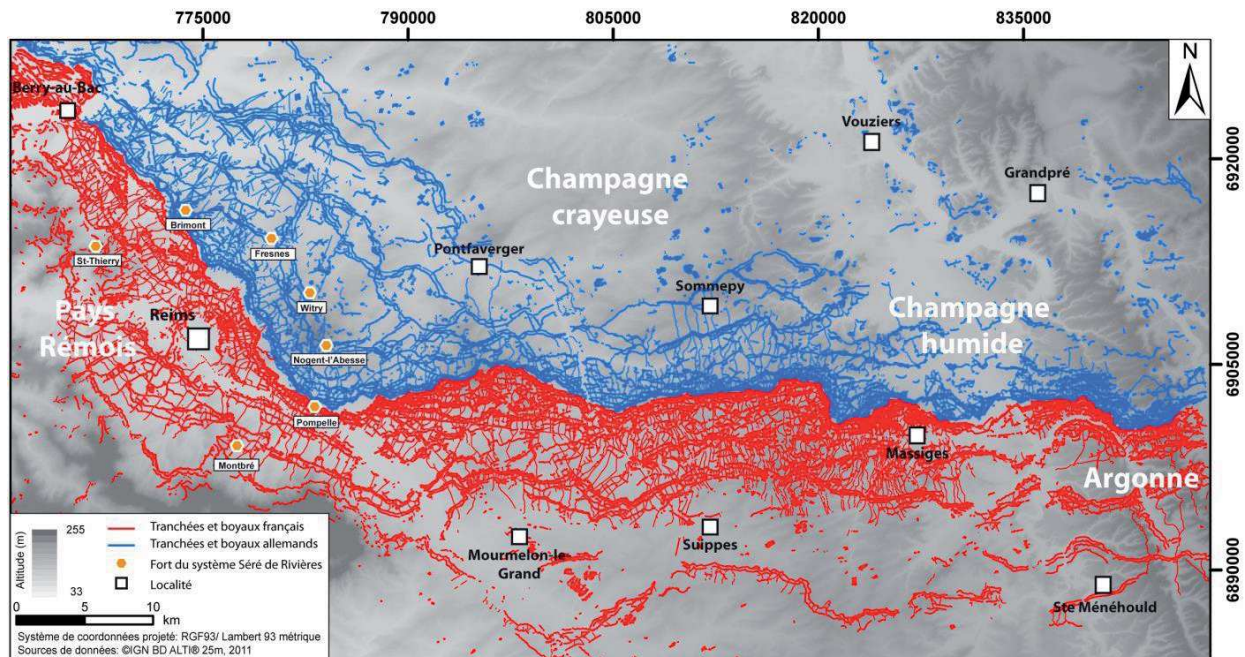 775000 790000 805000 820000 835000
N
Berry-au-Bac
Vouziers
6920000
Grandpré
Champagne
crayeuse
Brimont
St-Thierry
Fresnes
Pontfaverger
Witry
Sommepy
Champagne
humide
Pays
Rémois
Reims
Nogent-l'Abesse
6905000
Pompelle
Massiges
Montbré
Argonne
Suippes
Mourmelon-le
Grand
6890000
Ste Ménéhould
Altitude (m)
255
33
Tranchées et boyaux français
Tranchées et boyaux allemands
Fort du système Séré de Rivières
Localité
0 5 10
km
Système de coordonnées projeté: RGF93/ Lambert 93 métrique
Sources de données: ©IGN BD ALTI® 25m, 2011